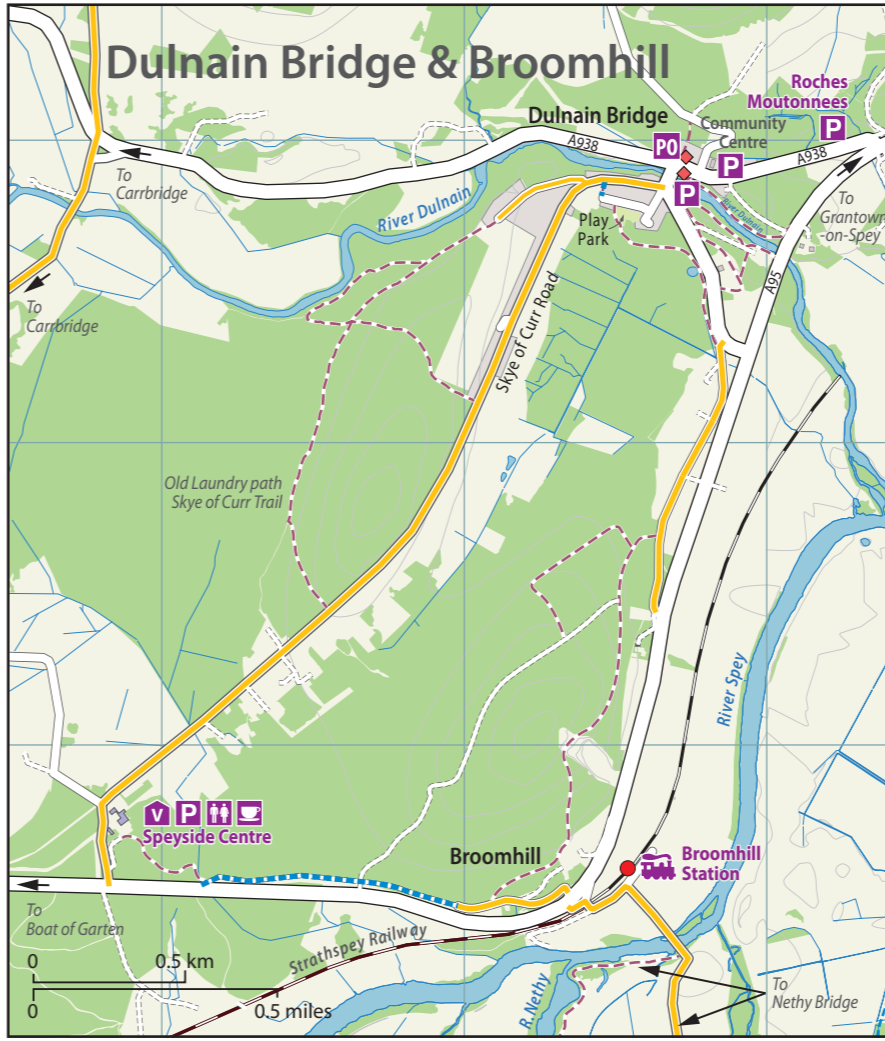 Dulnain Bridge & Broomhill
Roches
Moutonnees
P
Dulnain Bridge
Community
Centre
A938
PO
P
A938
To
Carrbridge
River Dulnain
P
River Dulnain
To
Grantown
-on-Spey
Play
Park
A95
To
Carrbridge
Skye of Curr Road
Old Laundry path
Skye of Curr Trail
River Spey
V P
Speyside Centre
Broomhill
Broomhill
Station
To
Boat of Garten
Strathspey Railway
0 0.5 km
0 0.5 miles
R.Nethy
To
Nethy Bridge